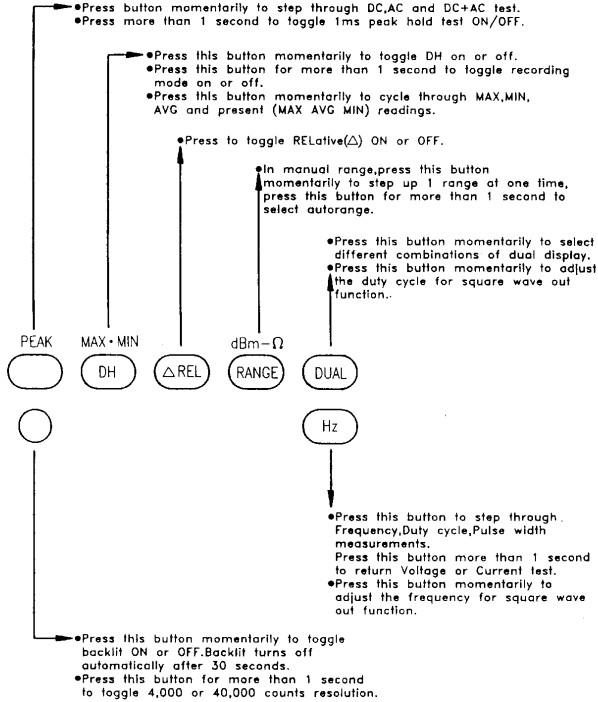 ●Press button momentarily to step through DC,AC and DC+AC test.
●Press more than 1 second to toggle 1ms peak hold test ON/OFF.
●Press this button momentarily to toggle DH on or off.
●Press this button for more than 1 second to toggle recording
mode on or off.
●Press this button momentarily to cycle through MAX,MIN,
AVG and present (MAX AVG MIN) readings.
●Press to toggle RELative(△) ON or OFF.
●In manual range,press this button
momentarily to step up 1 range at one time,
press this button for more than 1 second to
select autorange.
●Press this button momentarily to select
different combinations of dual display.
●Press this button momentarily to adjust
the duty cycle for square wave out
function.
PEAK MAX•MIN dBm-Ω
DH △REL RANGE DUAL
Hz
●Press this button to step through
Frequency,Duty cycle,Pulse width
measurements.
Press this button more than 1 second
to return Voltage or Current test.
●Press this button momentarily to
adjust the frequency for square wave
out function.
●Press this button momentarily to toggle
backlit ON or OFF.Backlit turns off
automatically after 30 seconds.
●Press this button for more than 1 second
to toggle 4,000 or 40,000 counts resolution.